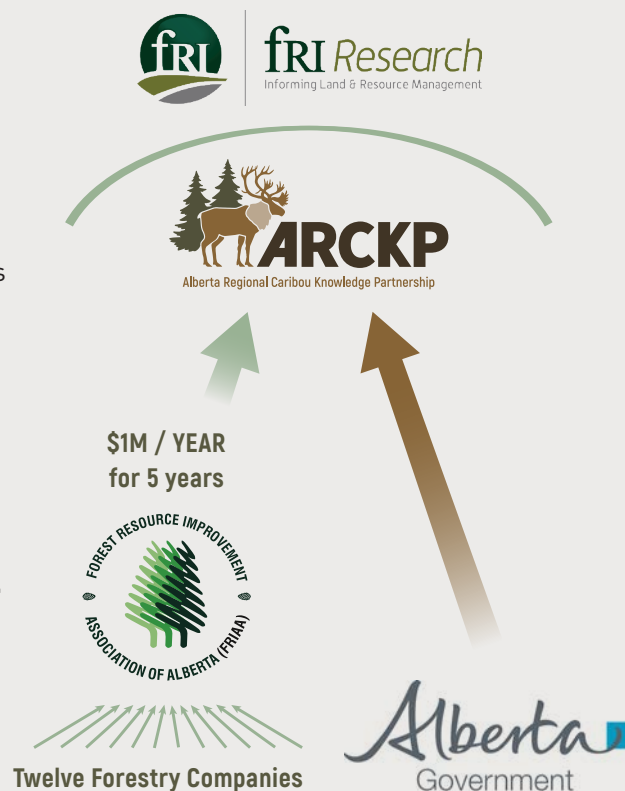 fRI
fRI Research
Informing Land & Resource Management
ARCKP
Alberta Regional Caribou Knowledge Partnership
s
$1M / YEAR
for 5 years
FOREST RESOURCE IMPROVEMENT
ASSOCIATION OF ALBERTA (FRIAA)
Twelve Forestry Companies
Alberta
Government